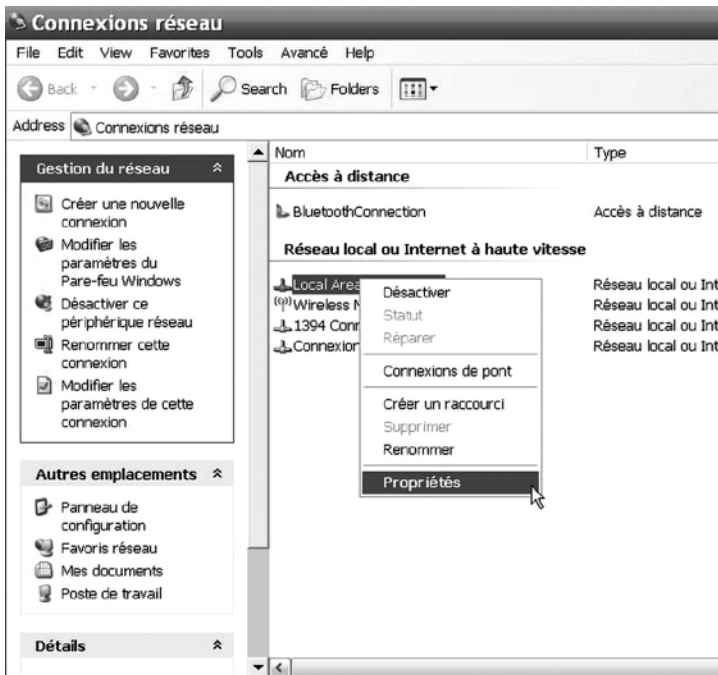 Connexions réseau
File Edit View Favorites Tools Avancé Help
Back Search Folders
Address Connexions réseau
Gestion du réseau
Créer une nouvelle
connexion
Modifier les
paramètres du
Pare-feu Windows
Désactiver ce
périphérique réseau
Renommer cette
connexion
Modifier les
paramètres de cette
connexion
Autres emplacements
Panneau de
configuration
Favoris réseau
Mes documents
Poste de travail
Détails
Nom Type
Accès à distance
BluetoothConnection Accès à distance
Réseau local ou Internet à haute vitesse
Local Area Réseau local ou Int
Wireless N Réseau local ou Int
1394 Conr Réseau local ou Int
Connexion Réseau local ou Int
Désactiver
Statut
Réparer
Connexions de pont
Créer un raccourci
Supprimer
Renommer
Propriétés